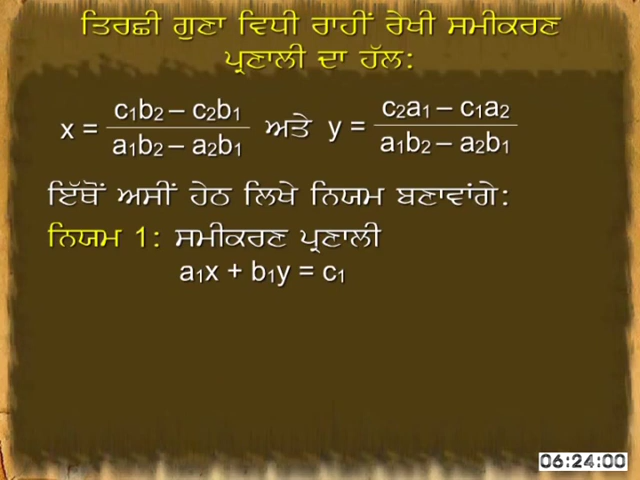 ਤਿਰਛੀ ਗੁਣਾ ਵਿਧੀ ਰਾਹੀਂ ਰੇਖੀ ਸਮੀਕਰਣ
ਪ੍ਰਣਾਲੀ ਦਾ ਹੱਲ:
x = (c₁b₂ – c₂b₁)/(a₁b₂ – a₂b₁) ਅਤੇ y = (c₂a₁ – c₁a₂)/(a₁b₂ – a₂b₁)
ਇੱਥੋਂ ਅਸੀਂ ਹੇਠ ਲਿਖੇ ਨਿਯਮ ਬਣਾਵਾਂਗੇ:
ਨਿਯਮ 1: ਸਮੀਕਰਣ ਪ੍ਰਣਾਲੀ
a₁x + b₁y = c₁
06:24:00